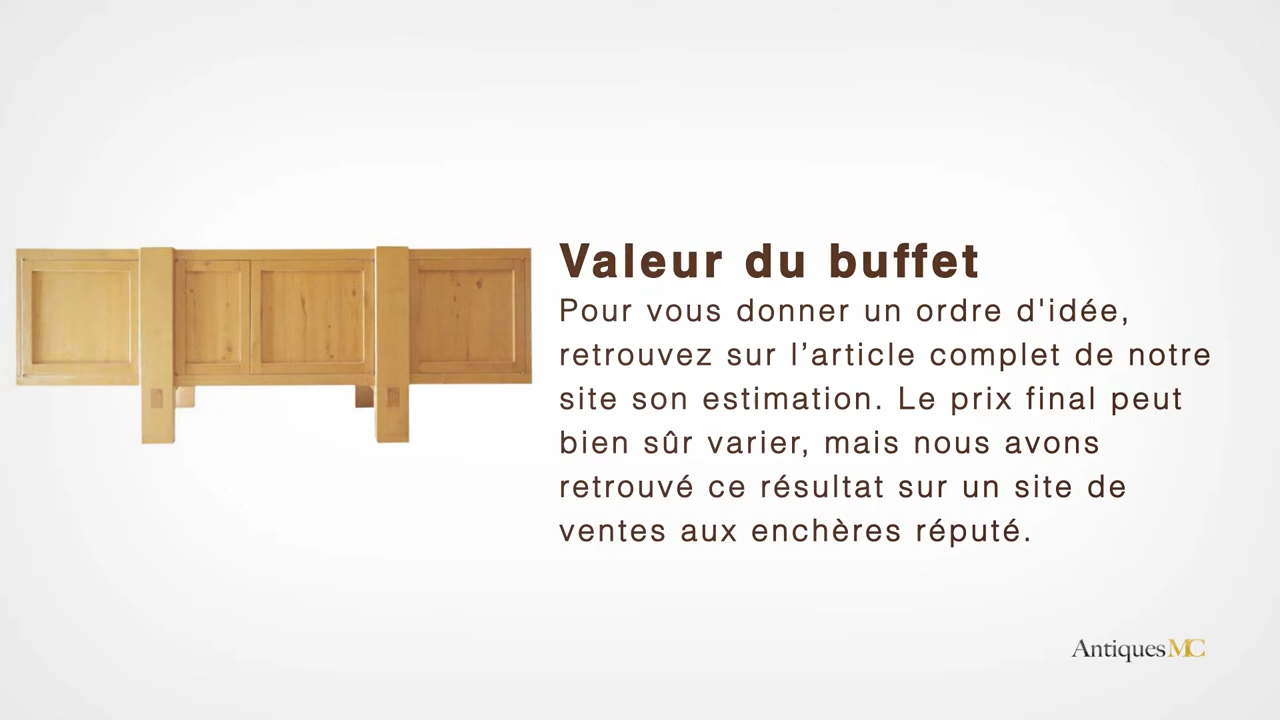 Valeur du buffet
Pour vous donner un ordre d'idée,
retrouvez sur l’article complet de notre
site son estimation. Le prix final peut
bien sûr varier, mais nous avons
retrouvé ce résultat sur un site de
ventes aux enchères réputé.
AntiquesMC